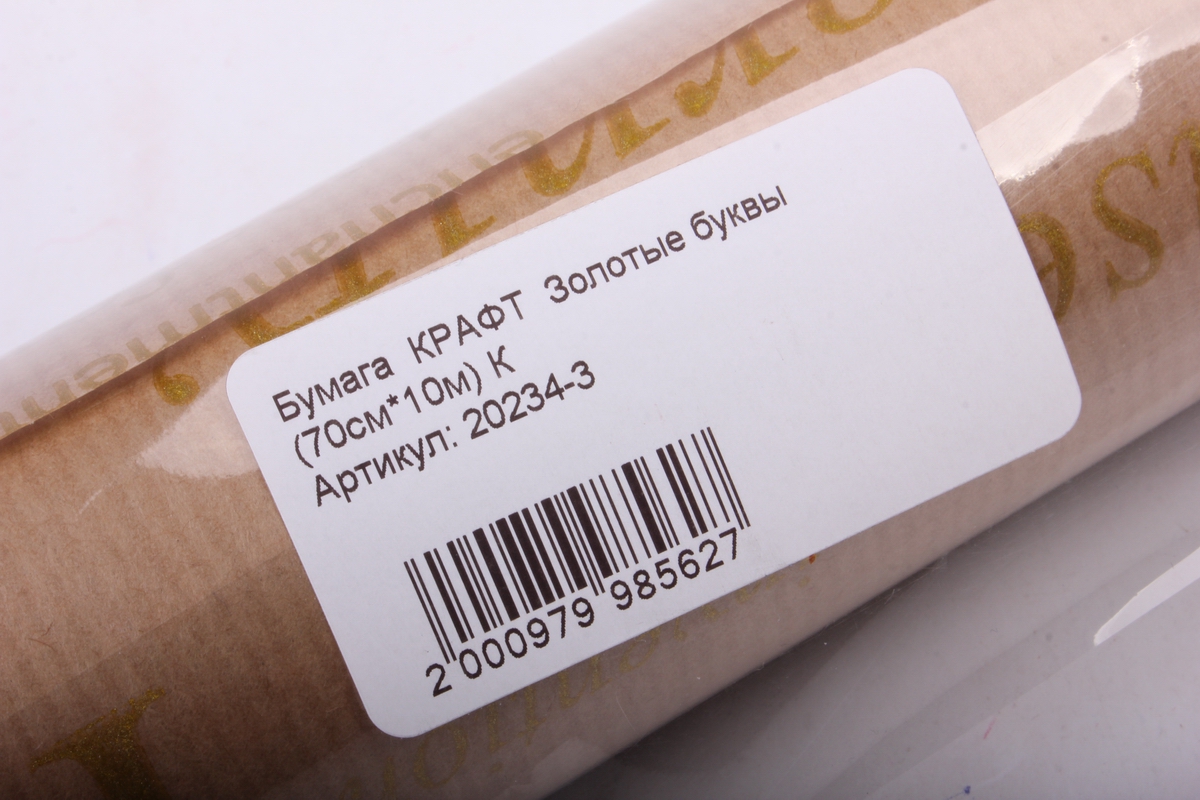 Бумага КРАФТ Золотые буквы
(70см*10м) К
Артикул: 20234-3
2 000979 985627